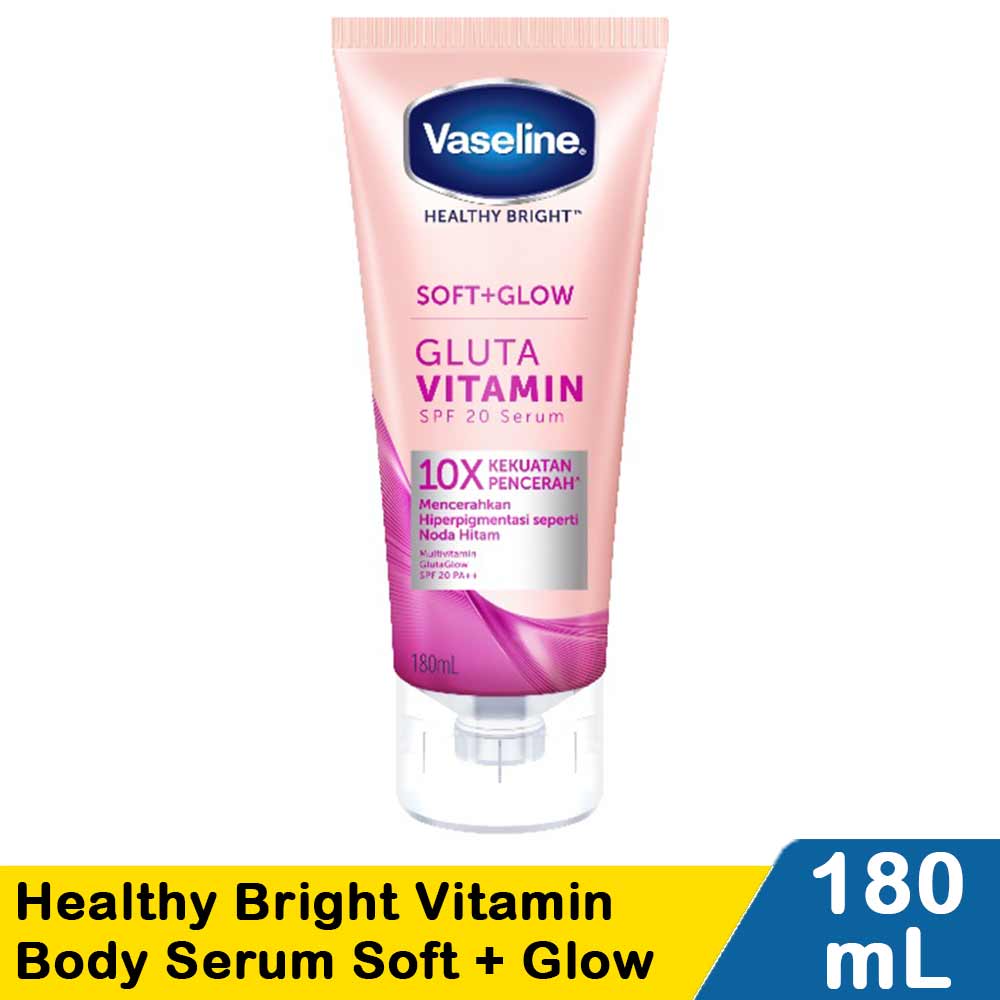 Vaseline®
HEALTHY BRIGHT™
SOFT+GLOW
GLUTA
VITAMIN
SPF 20 Serum
10X KEKUATAN
PENCERAH^
Mencerahkan
Hiperpigmentasi seperti
Noda Hitam
Multivitamin
GlutaGlow
SPF 20 PA++
180mL
Healthy Bright Vitamin
Body Serum Soft + Glow
180
mL